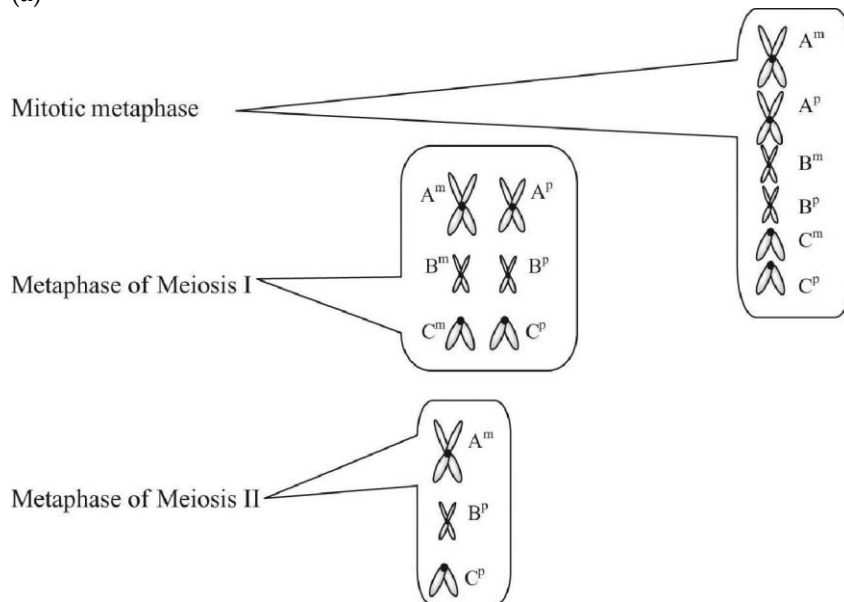 (a)
Mitotic metaphase
A^m
A^p
B^m
B^p
C^m
C^p
Metaphase of Meiosis I
A^m A^p
B^m B^p
C^m C^p
Metaphase of Meiosis II
A^m
B^p
C^p